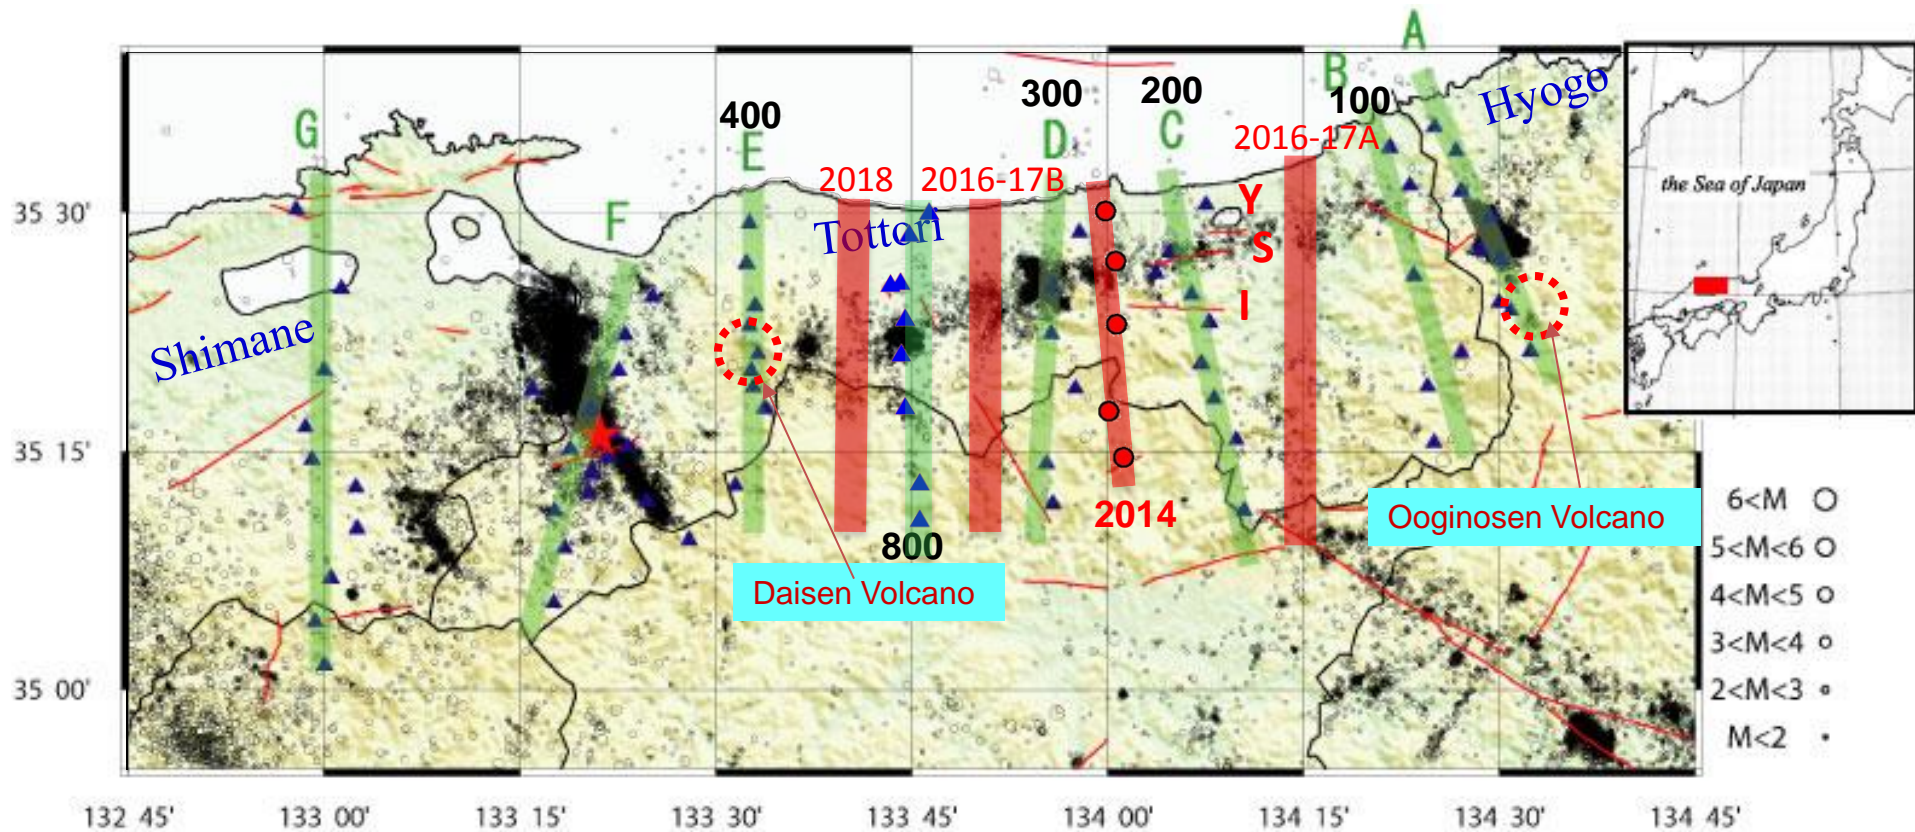 A
B
Hyogo
100
200
300
400
C
D
E
G
F
2016-17A
2018
2016-17B
the Sea of Japan
Y
S
I
Tottori
Shimane
35 30'
35 15'
35 00'
2014
800
Ooginosen Volcano
Daisen Volcano
6<M
5<M<6
4<M<5
3<M<4
2<M<3
M<2
132 45'
133 00'
133 15'
133 30'
133 45'
134 00'
134 15'
134 30'
134 45'